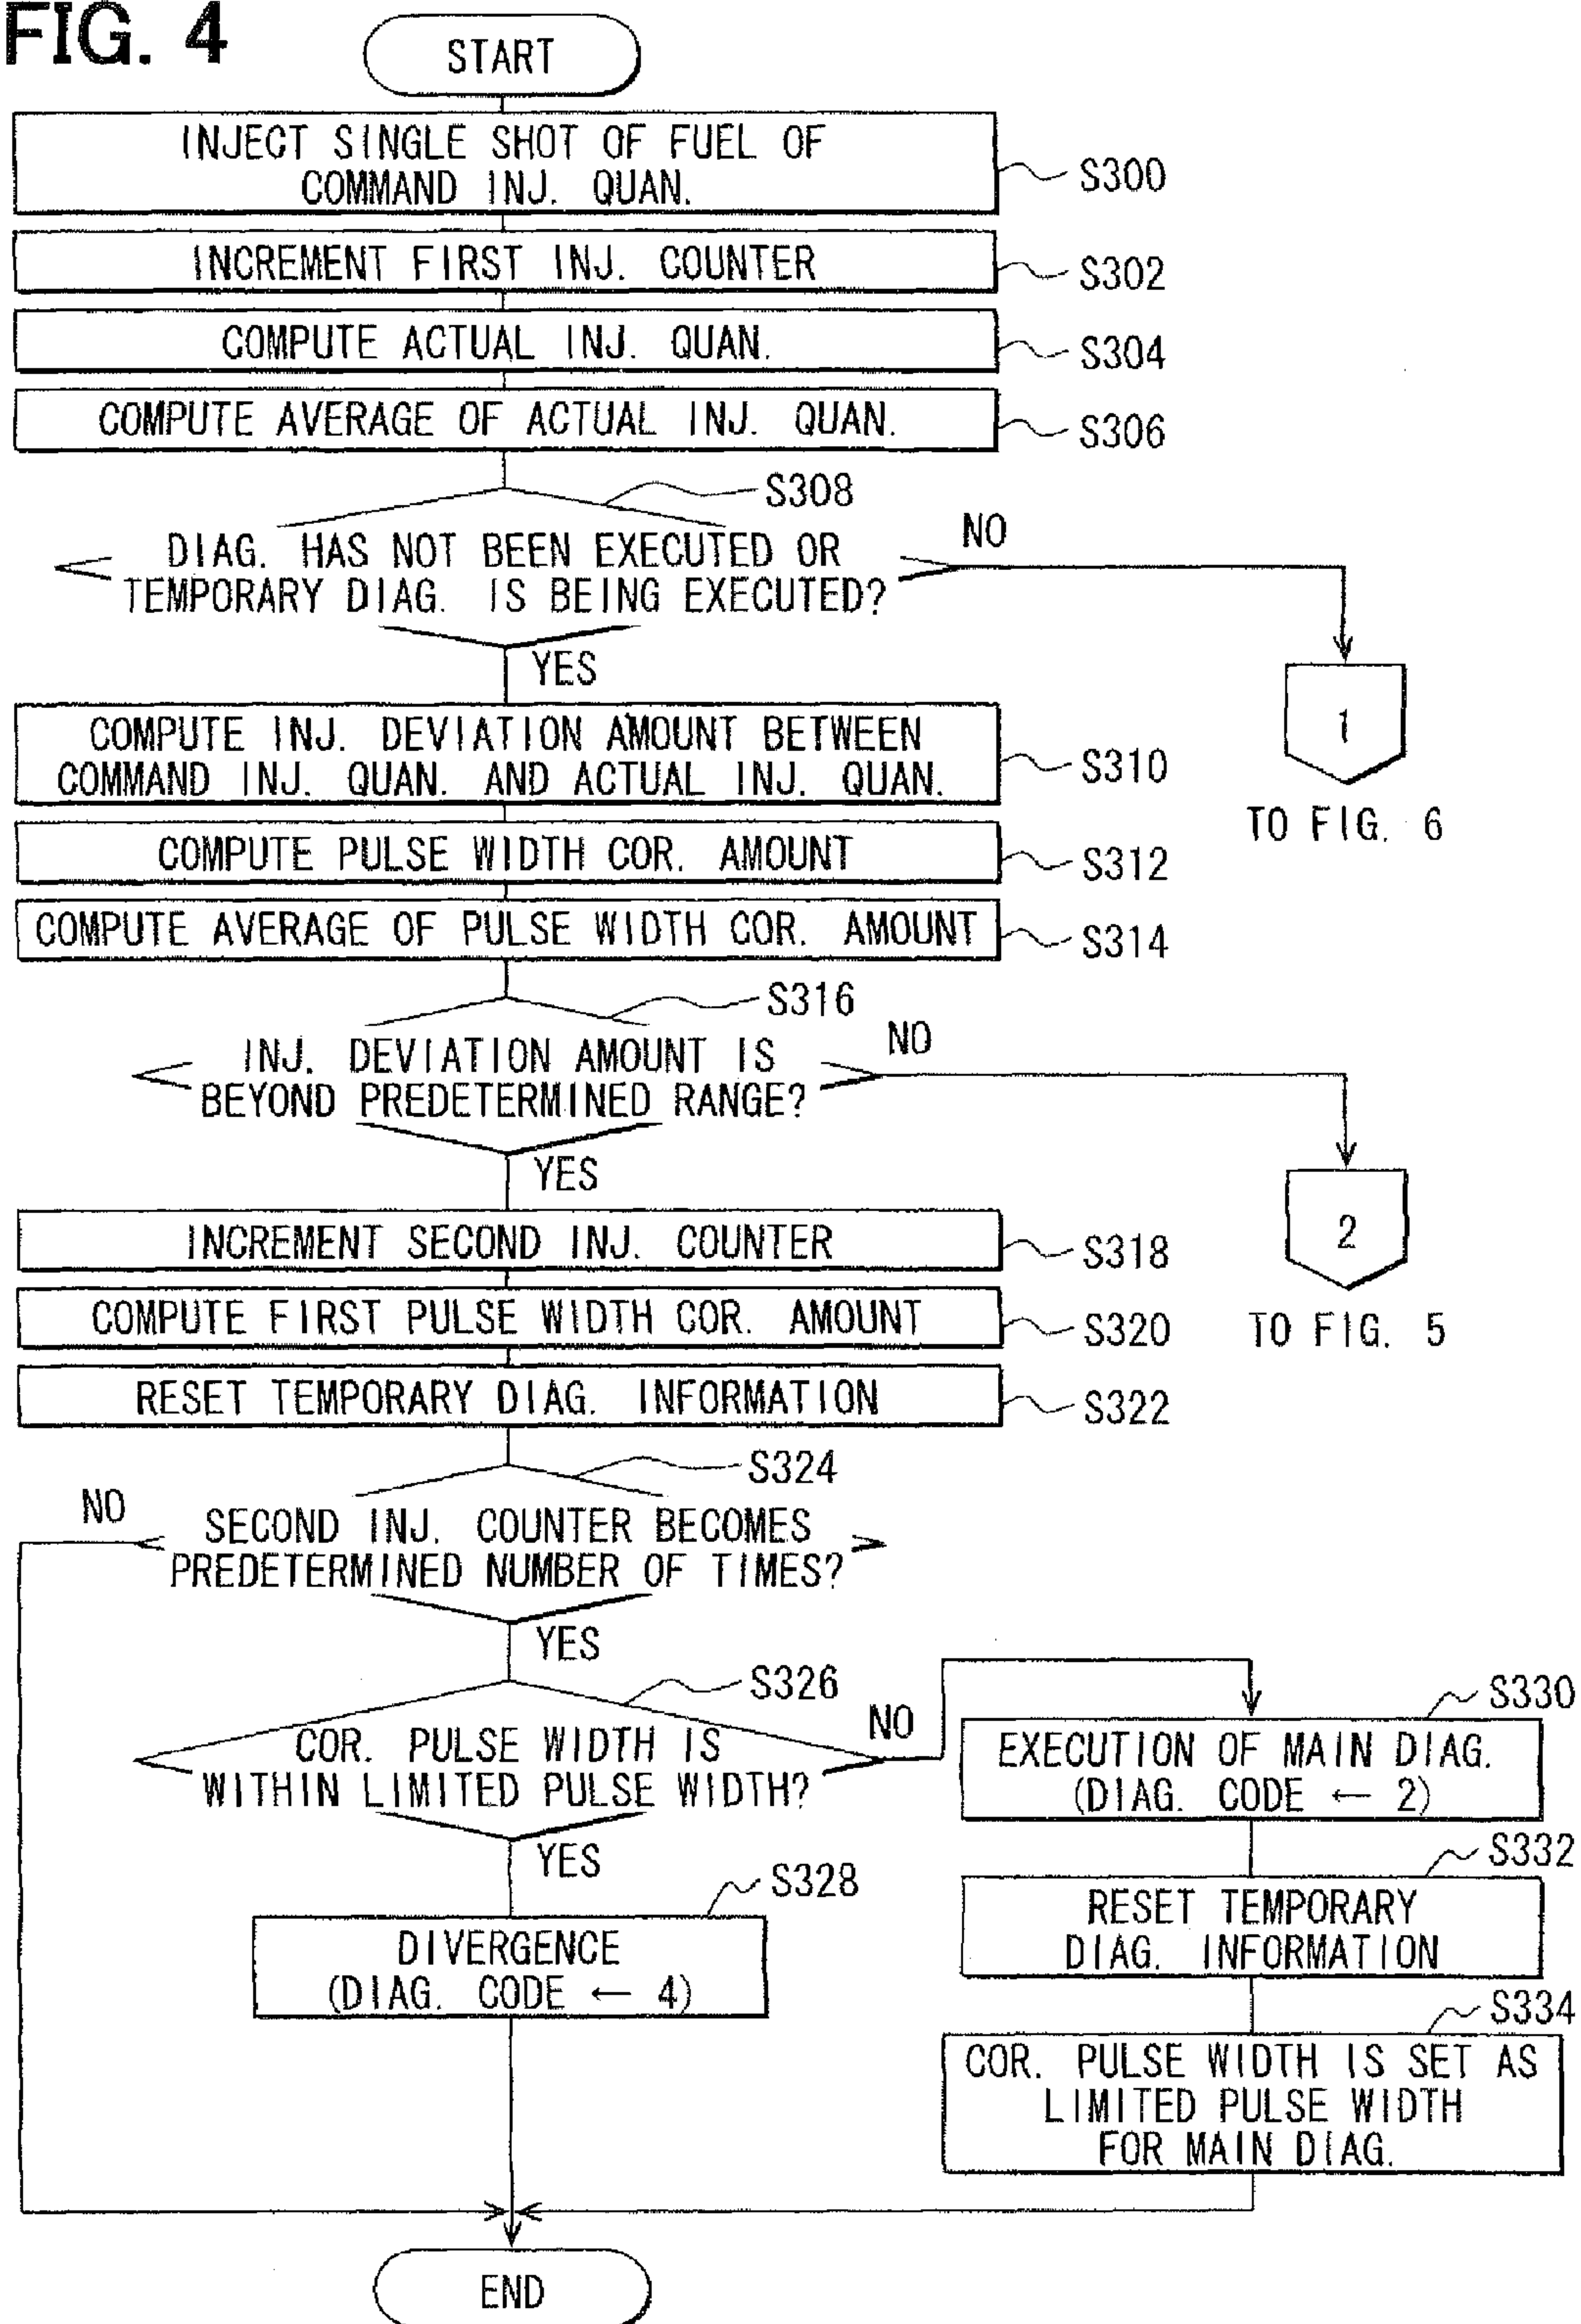 FIG. 4
START
INJECT SINGLE SHOT OF FUEL OF
COMMAND INJ. QUAN.
S300
INCREMENT FIRST INJ. COUNTER
S302
COMPUTE ACTUAL INJ. QUAN.
S304
COMPUTE AVERAGE OF ACTUAL INJ. QUAN.
S306
S308
DIAG. HAS NOT BEEN EXECUTED OR
TEMPORARY DIAG. IS BEING EXECUTED?
NO
YES
1
TO FIG. 6
COMPUTE INJ. DEVIATION AMOUNT BETWEEN
COMMAND INJ. QUAN. AND ACTUAL INJ. QUAN.
S310
COMPUTE PULSE WIDTH COR. AMOUNT
S312
COMPUTE AVERAGE OF PULSE WIDTH COR. AMOUNT
S314
S316
INJ. DEVIATION AMOUNT IS
BEYOND PREDETERMINED RANGE?
NO
YES
2
TO FIG. 5
INCREMENT SECOND INJ. COUNTER
S318
COMPUTE FIRST PULSE WIDTH COR. AMOUNT
S320
RESET TEMPORARY DIAG. INFORMATION
S322
S324
NO
SECOND INJ. COUNTER BECOMES
PREDETERMINED NUMBER OF TIMES?
YES
S326
COR. PULSE WIDTH IS
WITHIN LIMITED PULSE WIDTH?
NO
YES
S328
DIVERGENCE
(DIAG. CODE ← 4)
S330
EXECUTION OF MAIN DIAG.
(DIAG. CODE ← 2)
S332
RESET TEMPORARY
DIAG. INFORMATION
S334
COR. PULSE WIDTH IS SET AS
LIMITED PULSE WIDTH
FOR MAIN DIAG.
END